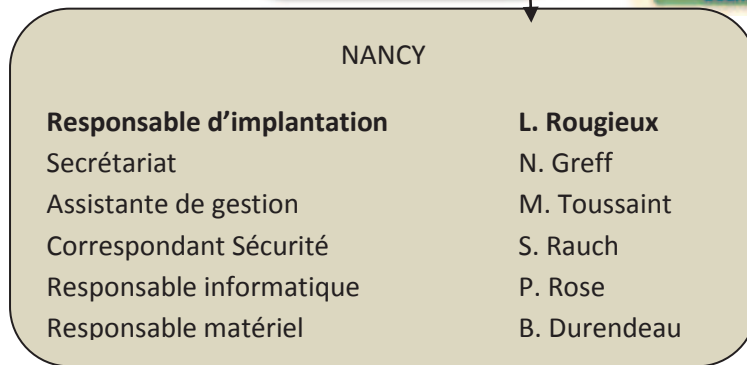 NANCY
Responsable d’implantation L. Rougieux
Secrétariat N. Greff
Assistante de gestion M. Toussaint
Correspondant Sécurité S. Rauch
Responsable informatique P. Rose
Responsable matériel B. Durendeau